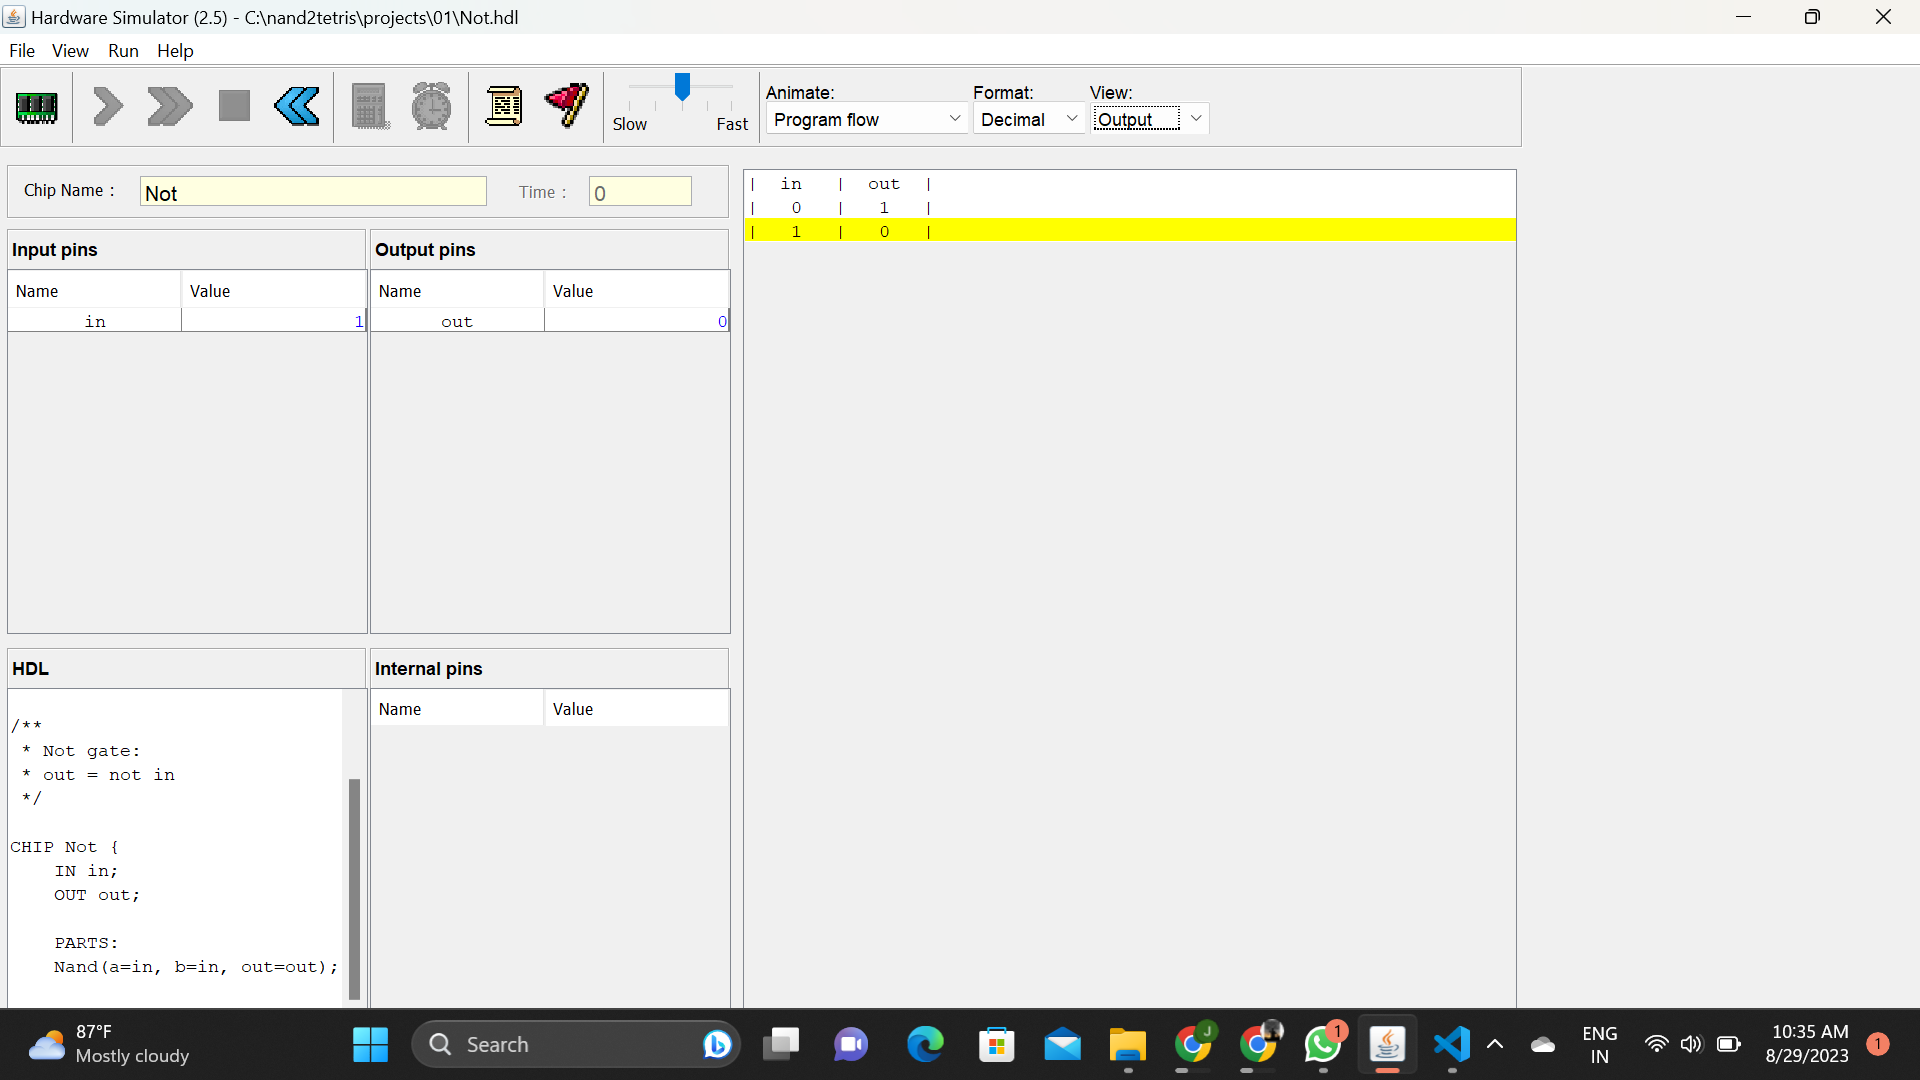 Hardware Simulator (2.5) - C:\nand2tetris\projects\01\Not.hdl
File View Run Help
Slow Fast
Animate: Format: View:
Program flow Decimal Output
Chip Name : Not Time : 0
Input pins
Name Value
in 1
Output pins
Name Value
out 0
HDL
/**
* Not gate:
* out = not in
*/
CHIP Not {
IN in;
OUT out;
PARTS:
Nand(a=in, b=in, out=out);
Internal pins
Name Value
| in | out |
| 0 | 1 |
| 1 | 0 |
87°F
Mostly cloudy
Search
J
1
ENG
IN
10:35 AM
8/29/2023
1